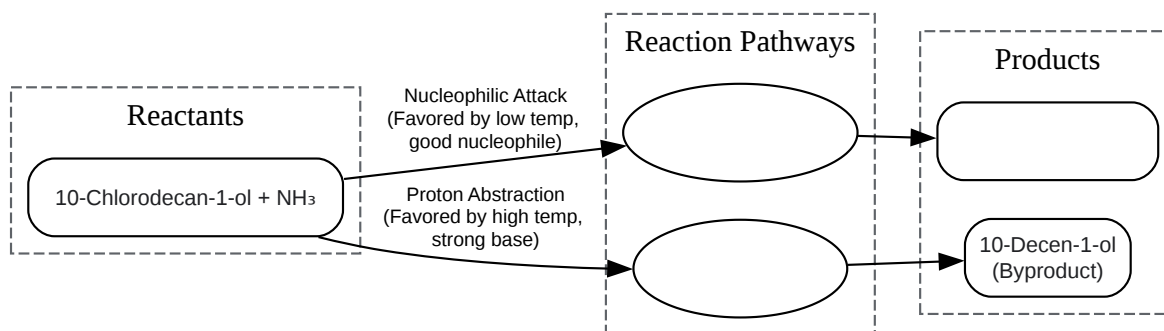 Reactants
10-Chlorodecan-1-ol + NH₃
Nucleophilic Attack
(Favored by low temp,
good nucleophile)
Proton Abstraction
(Favored by high temp,
strong base)
Reaction Pathways
Products
10-Decen-1-ol
(Byproduct)